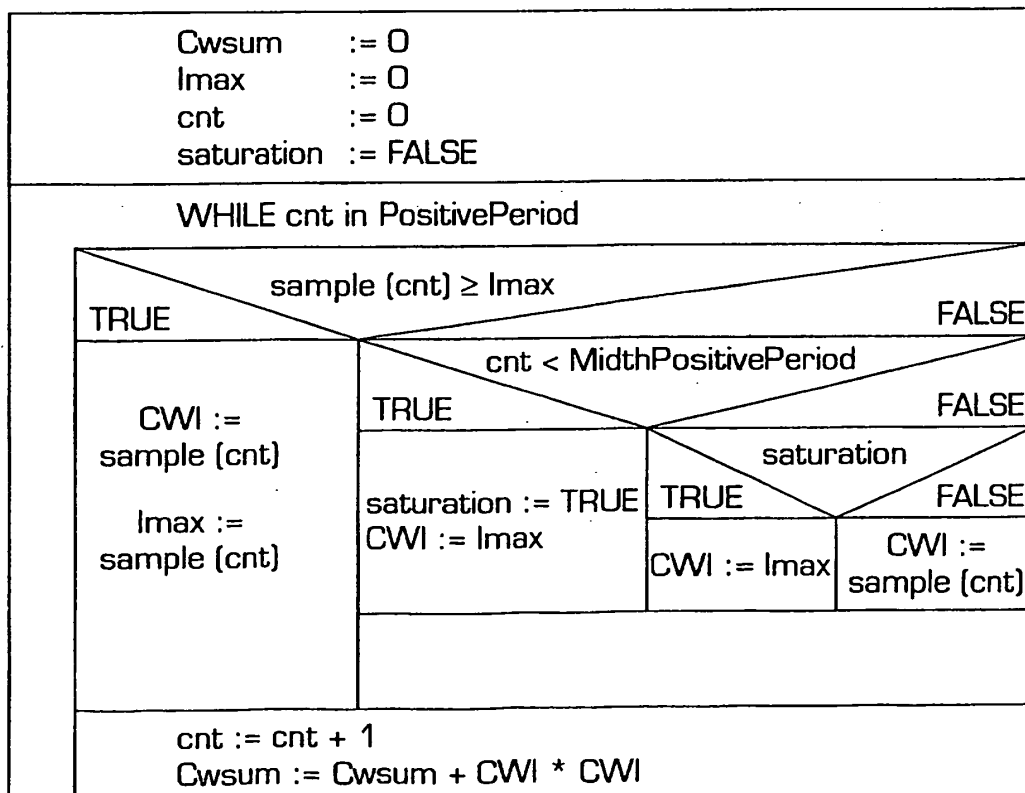 Cwsum := 0
Imax := 0
cnt := 0
saturation := FALSE
WHILE cnt in PositivePeriod
sample (cnt) ≥ Imax
TRUE
FALSE
CWI :=
sample (cnt)
Imax :=
sample (cnt)
cnt < MidthPositivePeriod
TRUE
FALSE
saturation := TRUE
CWI := Imax
saturation
TRUE
FALSE
CWI := Imax
CWI :=
sample (cnt)
cnt := cnt + 1
Cwsum := Cwsum + CWI * CWI